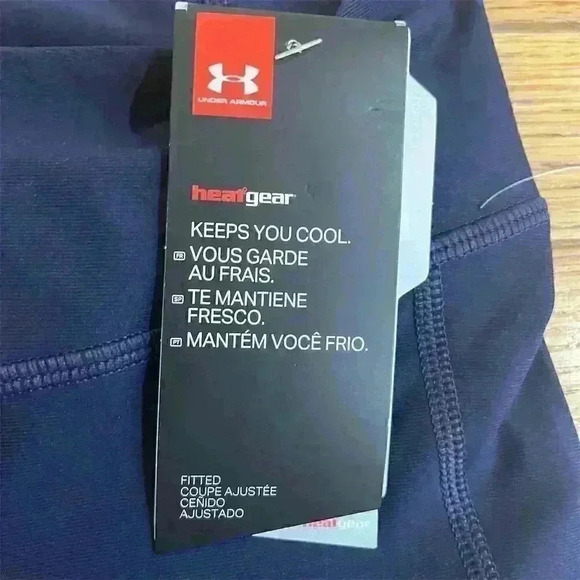 UNDER ARMOUR
heatgear
KEEPS YOU COOL.
FR VOUS GARDE
AU FRAIS.
SP TE MANTIENE
FRESCO.
PT MANTÉM VOCÊ FRIO.
FITTED
COUPE AJUSTÉE
CEÑIDO
AJUSTADO
heatgear